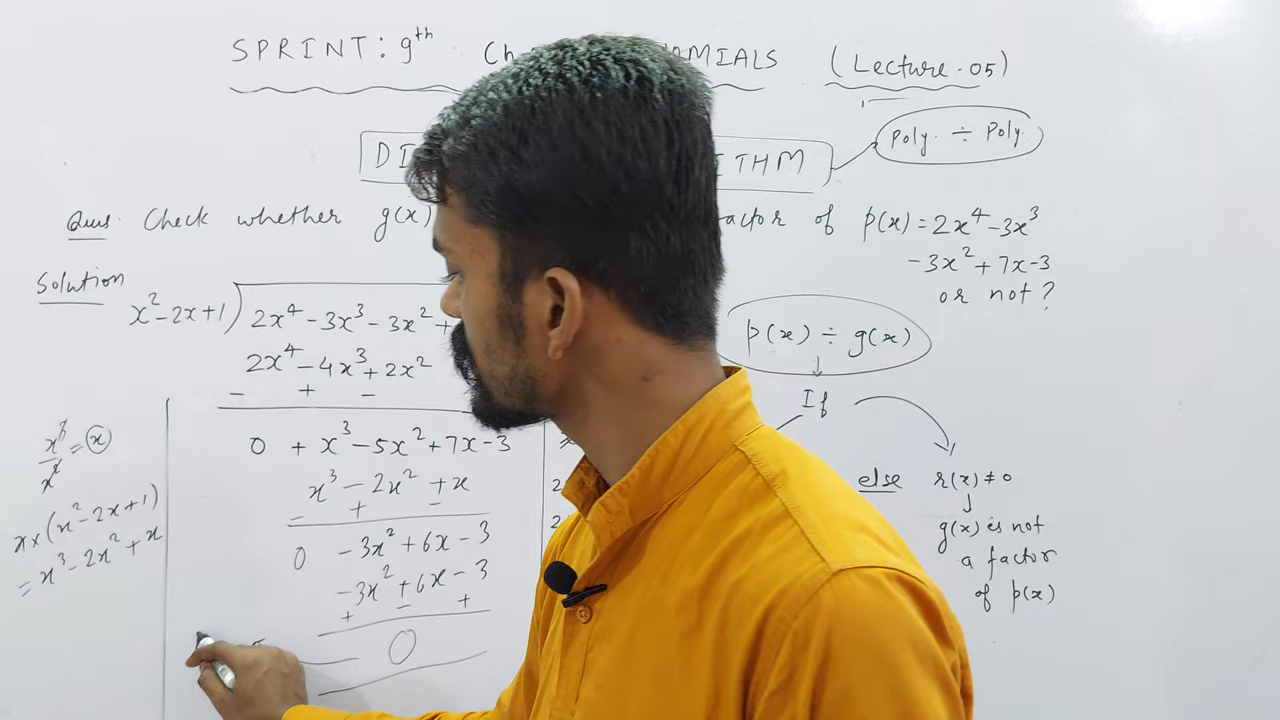 SPRINT: 9th Ch OMIALS (Lecture-05)
DI ITHM Poly. ÷ Poly.
Ques. Check whether g(x) actor of p(x) = 2x⁴ - 3x³
- 3x² + 7x - 3
or not?
Solution
x² - 2x + 1 ) 2x⁴ - 3x³ - 3x² +
2x⁴ - 4x³ + 2x²
- + -
0 + x³ - 5x² + 7x - 3
x³ - 2x² + x
- + -
0 - 3x² + 6x - 3
- 3x² + 6x - 3
+ - +
0
x³/x² = x
x × (x² - 2x + 1)
= x³ - 2x² + x
p(x) ÷ g(x)
↓
If
else r(x) ≠ 0
g(x) is not
a factor
of p(x)